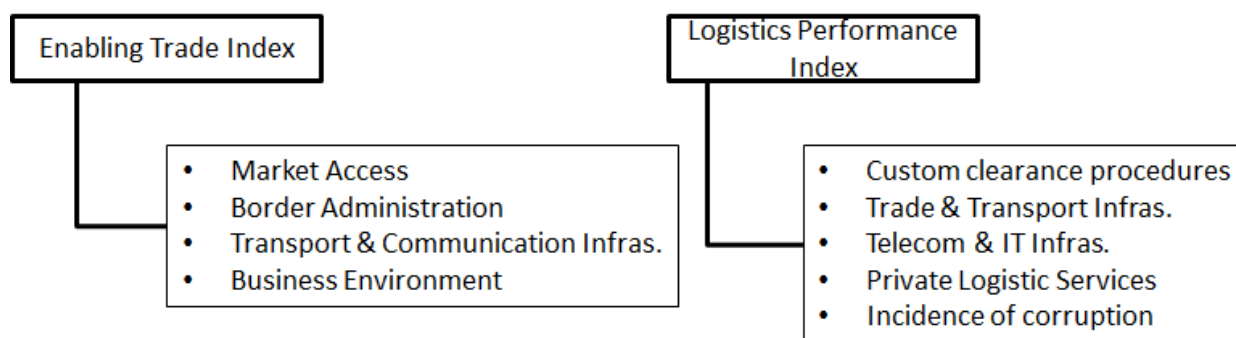 Enabling Trade Index
• Market Access
• Border Administration
• Transport & Communication Infras.
• Business Environment
Logistics Performance
Index
• Custom clearance procedures
• Trade & Transport Infras.
• Telecom & IT Infras.
• Private Logistic Services
• Incidence of corruption